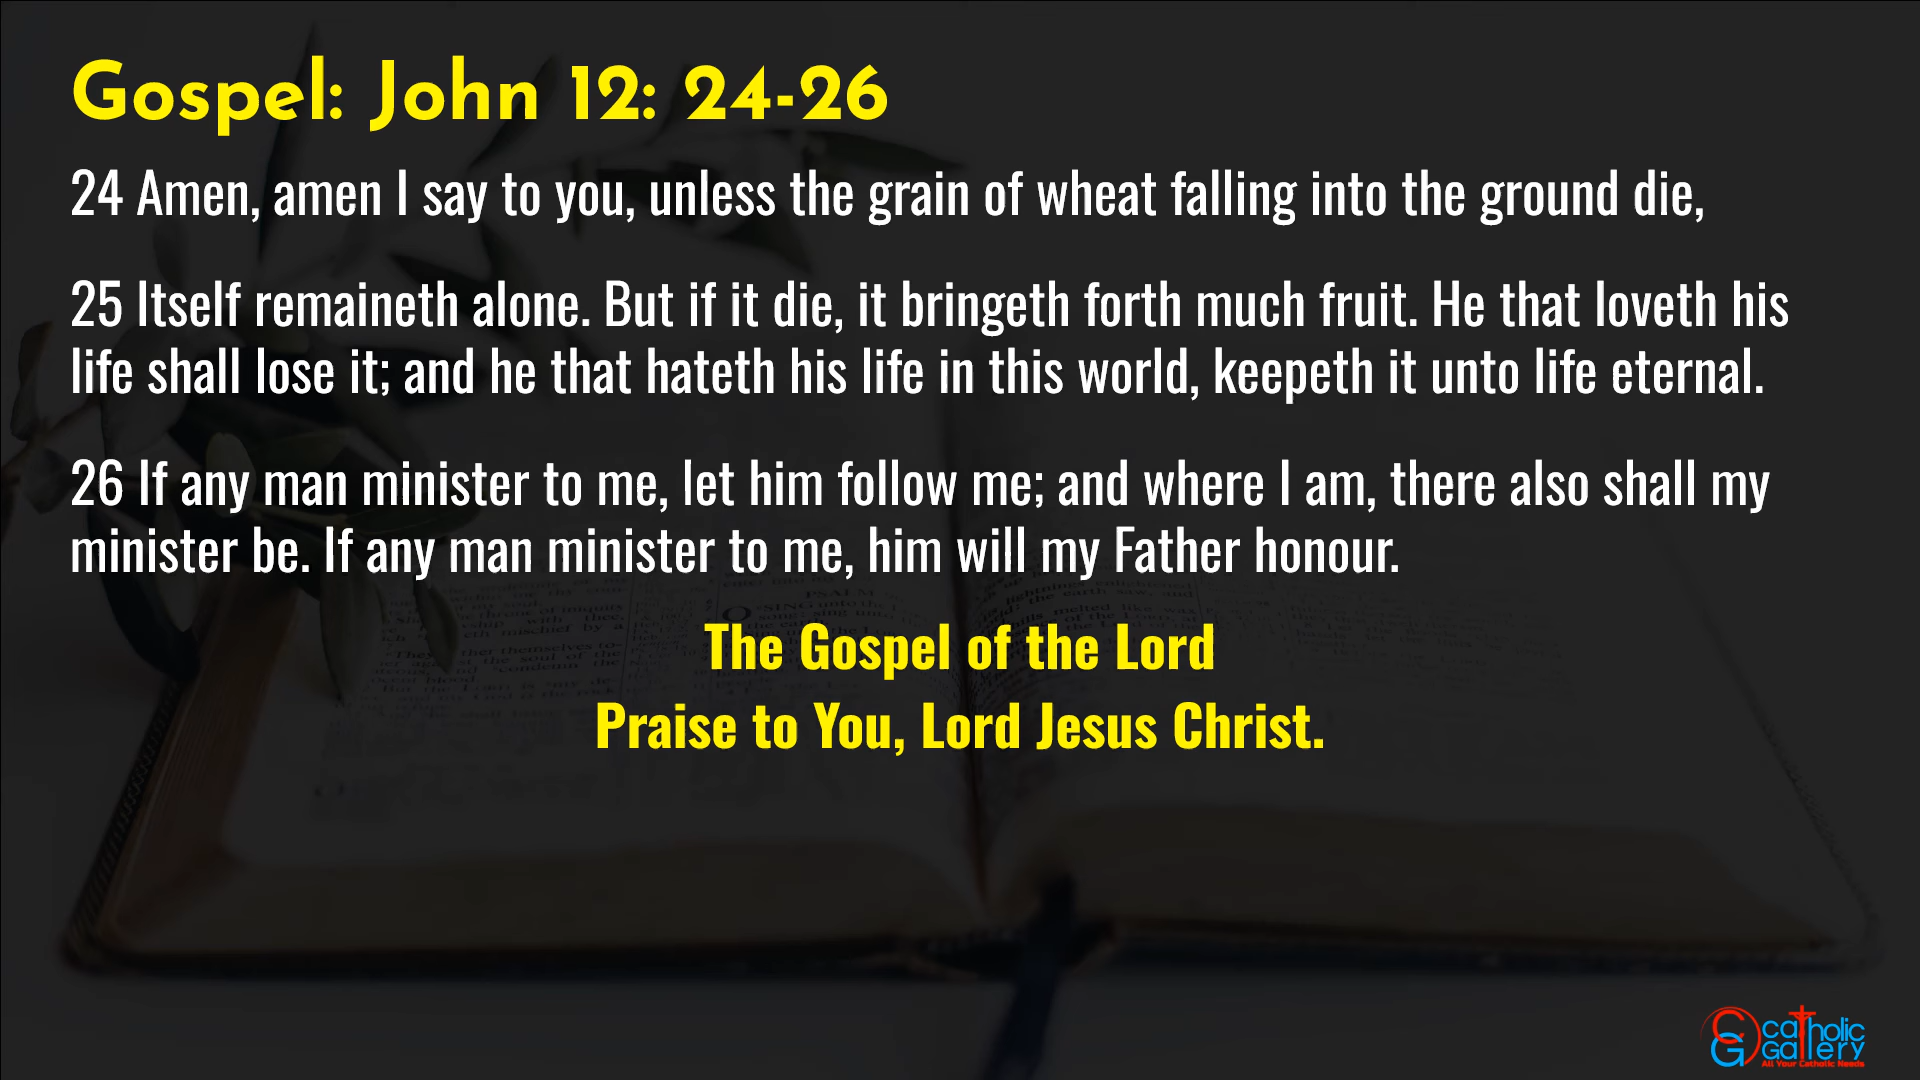 Gospel: John 12: 24-26
24 Amen, amen I say to you, unless the grain of wheat falling into the ground die,
25 Itself remaineth alone. But if it die, it bringeth forth much fruit. He that loveth his
life shall lose it; and he that hateth his life in this world, keepeth it unto life eternal.
26 If any man minister to me, let him follow me; and where I am, there also shall my
minister be. If any man minister to me, him will my Father honour.
The Gospel of the Lord
Praise to You, Lord Jesus Christ.
CG catholic
Gallery
All Your Catholic Needs